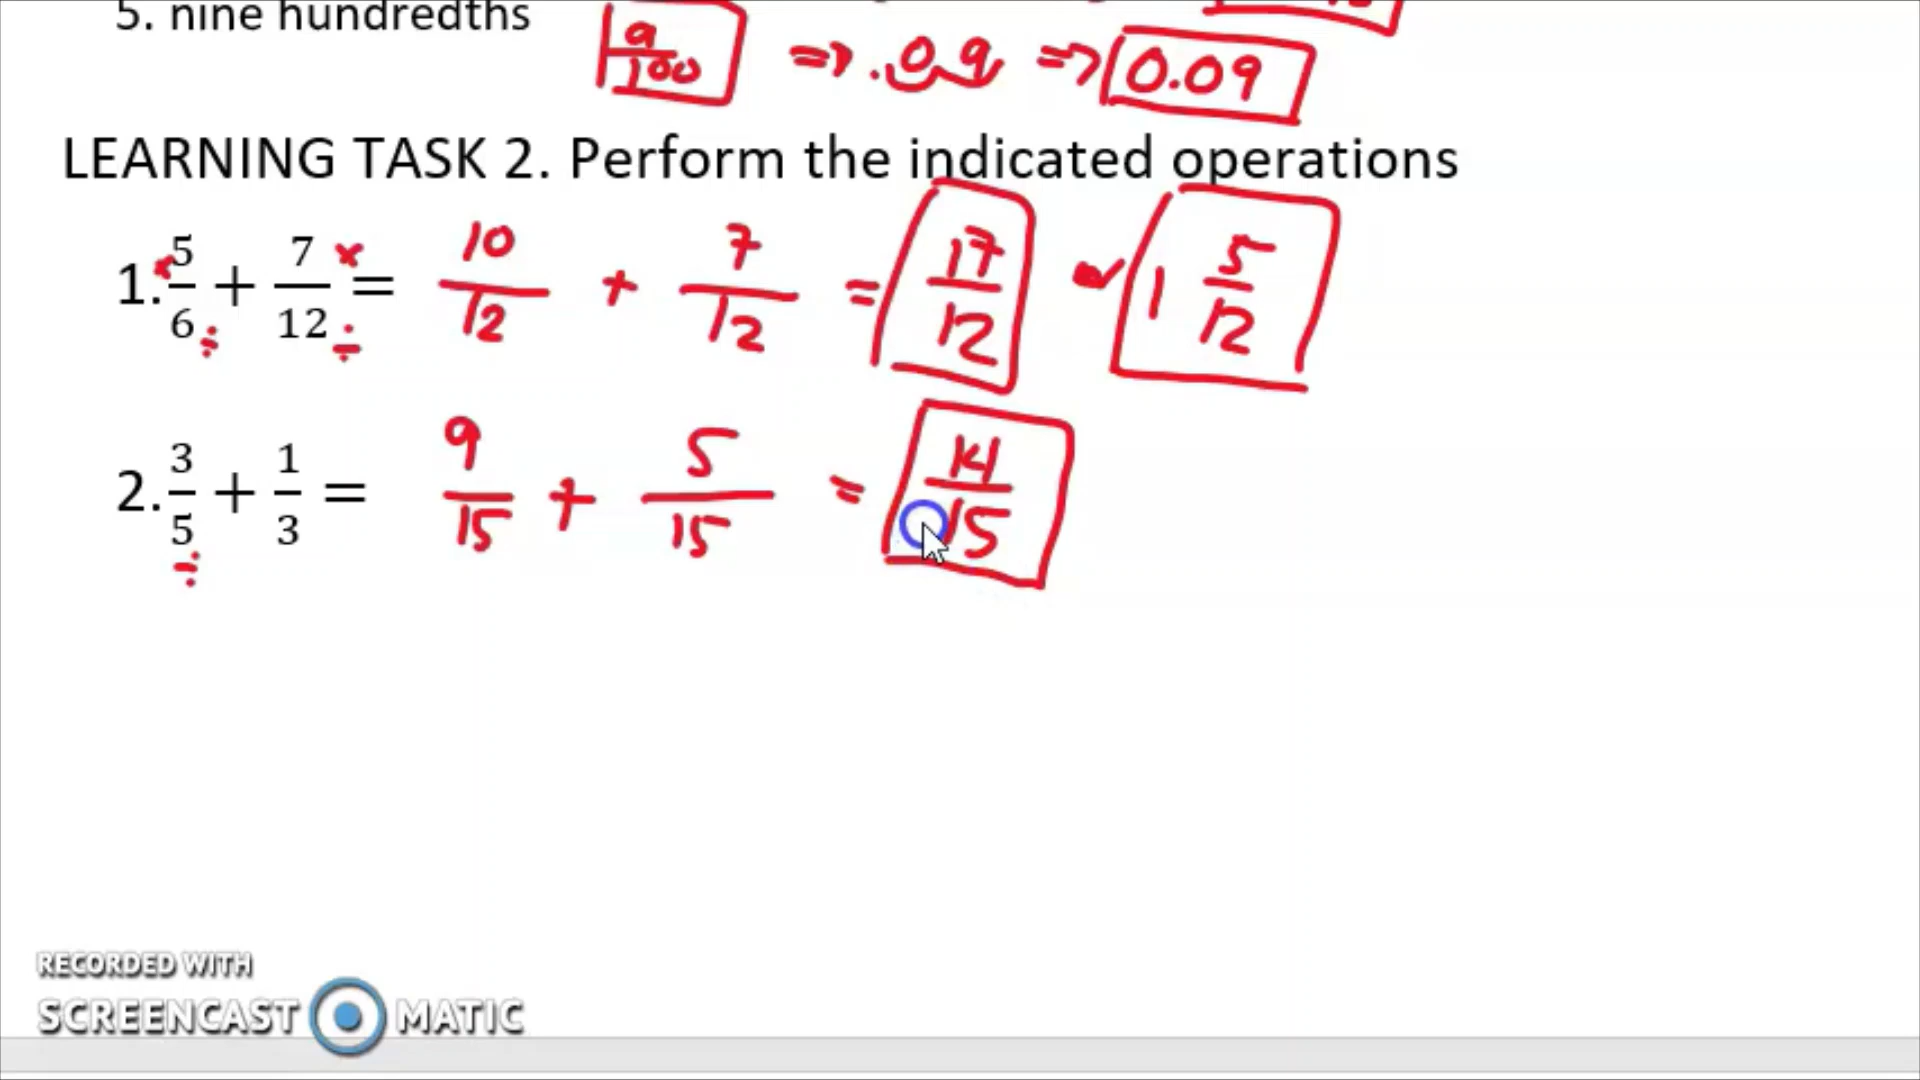 5. nine hundredths 9/100 => .09 => 0.09
LEARNING TASK 2. Perform the indicated operations
1. 5/6 + 7/12 = 10/12 + 7/12 = 17/12 or 1 5/12
× × ÷ ÷
2. 3/5 + 1/3 = 9/15 + 5/15 = 14/15
÷
RECORDED WITH
SCREENCAST MATIC